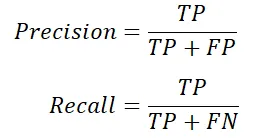 Precision = TP / TP + FP
Recall = TP / TP + FN